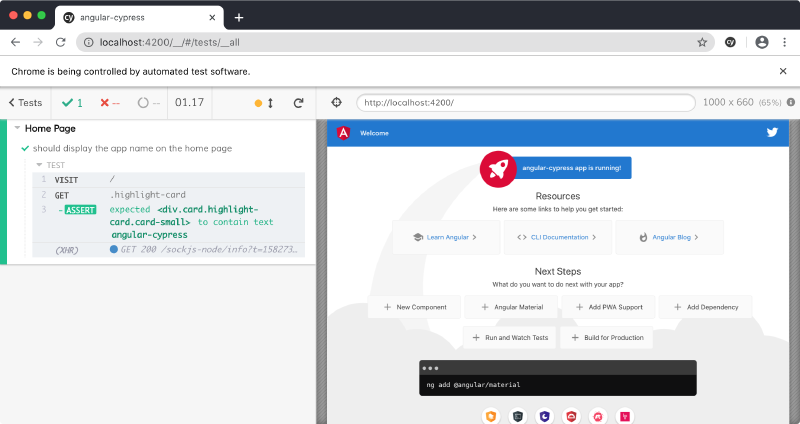 angular-cypress
localhost:4200/__/#/tests/__all
Chrome is being controlled by automated test software.
Tests 1 -- -- 01.17
http://localhost:4200/ 1000 x 660 (65%)
Home Page
should display the app name on the home page
TEST
1 VISIT /
2 GET .highlight-card
3 -ASSERT expected <div.card.highlight-
card.card-small> to contain text
angular-cypress
(XHR) GET 200 /sockjs-node/info?t=158273...
Welcome
angular-cypress app is running!
Resources
Here are some links to help you get started:
Learn Angular
CLI Documentation
Angular Blog
Next Steps
What do you want to do next with your app?
New Component
Angular Material
Add PWA Support
Add Dependency
Run and Watch Tests
Build for Production
ng add @angular/material